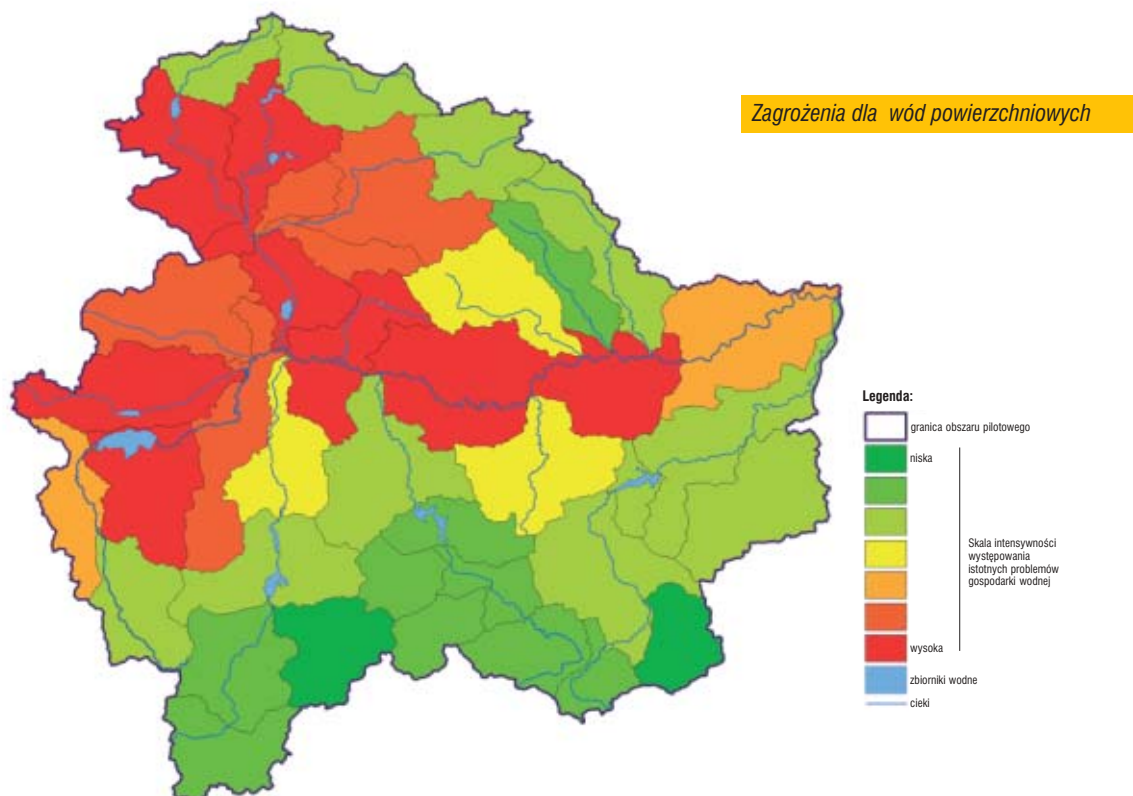 Zagrożenia dla wód powierzchniowych
Legenda:
granica obszaru pilotowego
niska
Skala intensywności
występowania
istotnych problemów
gospodarki wodnej
wysoka
zbiorniki wodne
cieki